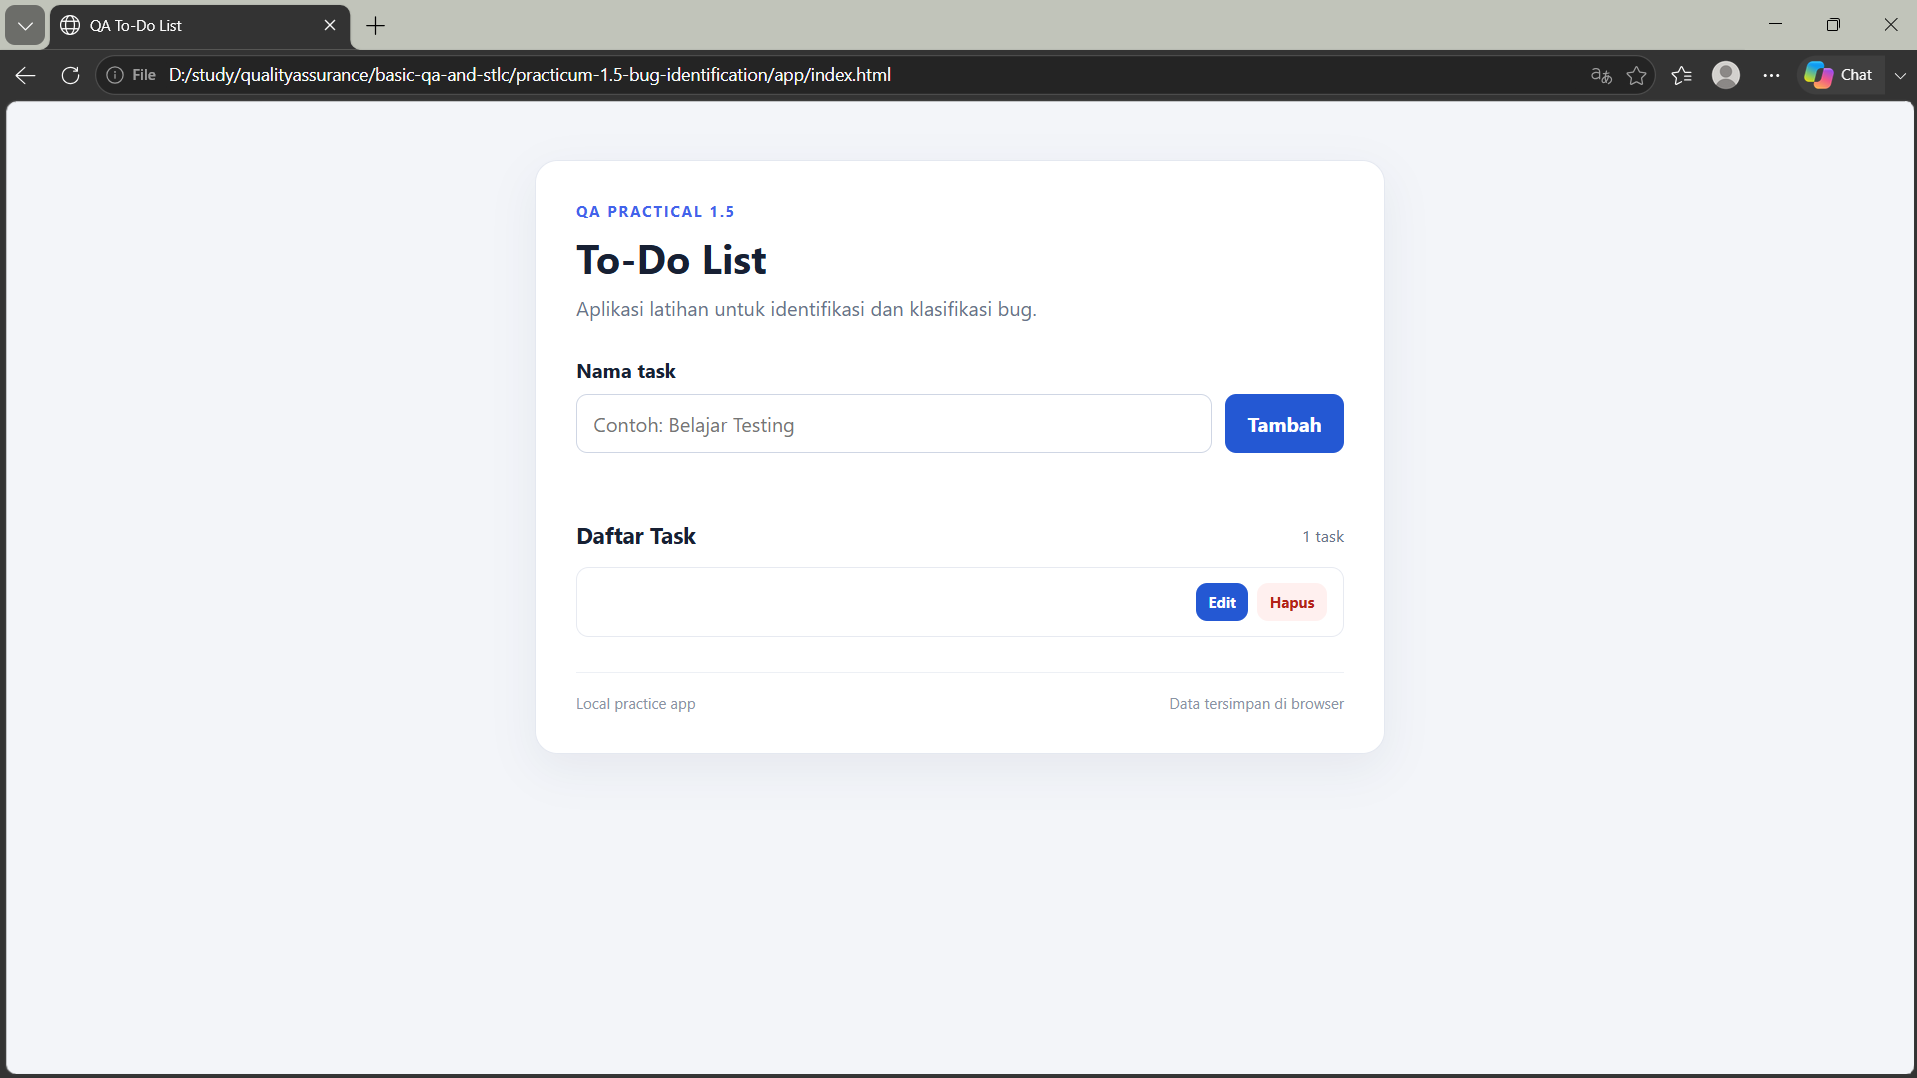 QA To-Do List
File D:/study/qualityassurance/basic-qa-and-stlc/practicum-1.5-bug-identification/app/index.html
Chat
QA PRACTICAL 1.5
To-Do List
Aplikasi latihan untuk identifikasi dan klasifikasi bug.
Nama task
Contoh: Belajar Testing
Tambah
Daftar Task
1 task
Edit
Hapus
Local practice app
Data tersimpan di browser